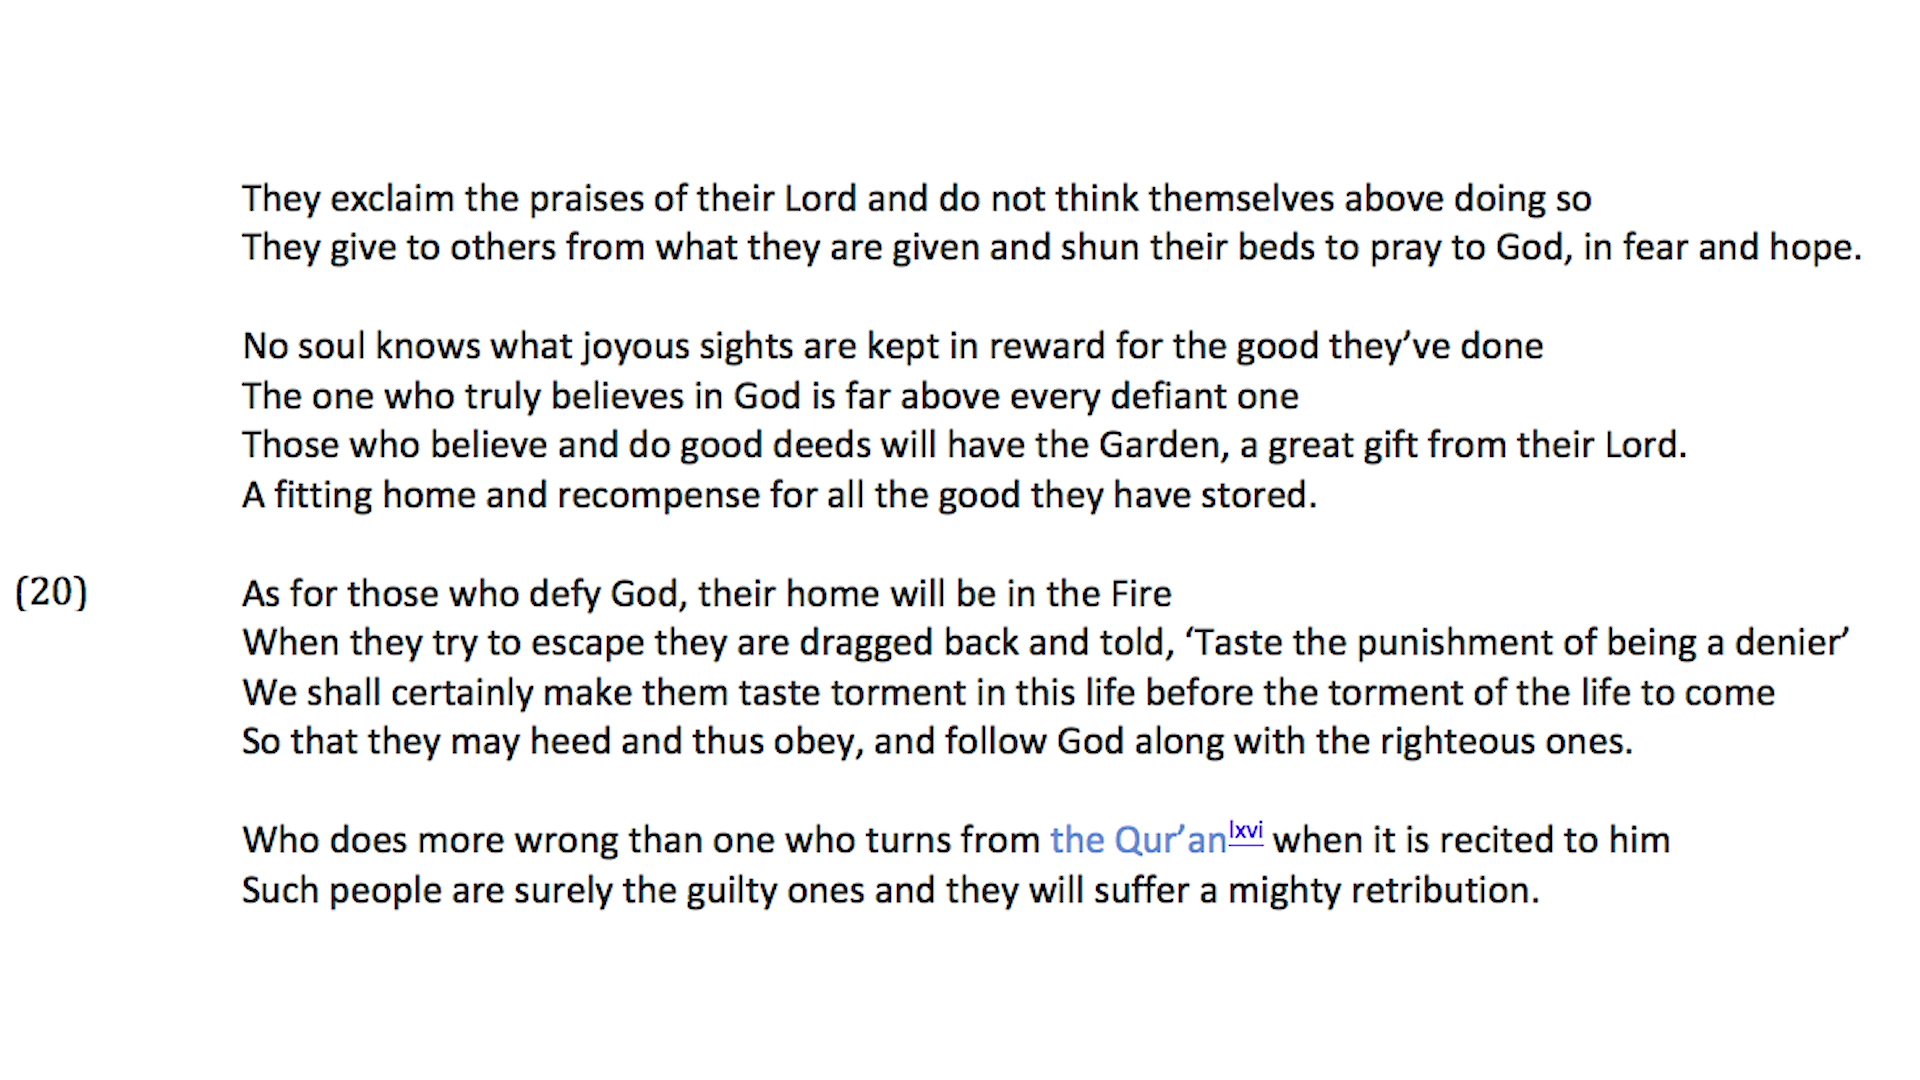 They exclaim the praises of their Lord and do not think themselves above doing so
They give to others from what they are given and shun their beds to pray to God, in fear and hope.
No soul knows what joyous sights are kept in reward for the good they’ve done
The one who truly believes in God is far above every defiant one
Those who believe and do good deeds will have the Garden, a great gift from their Lord.
A fitting home and recompense for all the good they have stored.
(20) As for those who defy God, their home will be in the Fire
When they try to escape they are dragged back and told, ‘Taste the punishment of being a denier’
We shall certainly make them taste torment in this life before the torment of the life to come
So that they may heed and thus obey, and follow God along with the righteous ones.
Who does more wrong than one who turns from the Qur’an lxvi when it is recited to him
Such people are surely the guilty ones and they will suffer a mighty retribution.